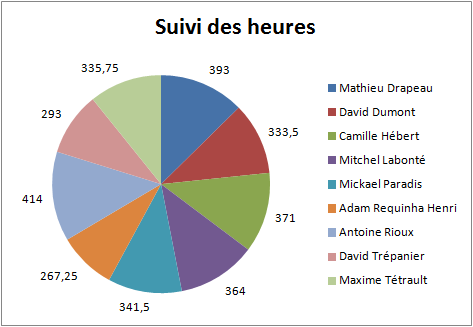 Suivi des heures
393
333,5
371
364
341,5
267,25
414
293
335,75
Mathieu Drapeau
David Dumont
Camille Hébert
Mitchel Labonté
Mickael Paradis
Adam Requinha Henri
Antoine Rioux
David Trépanier
Maxime Tétrault